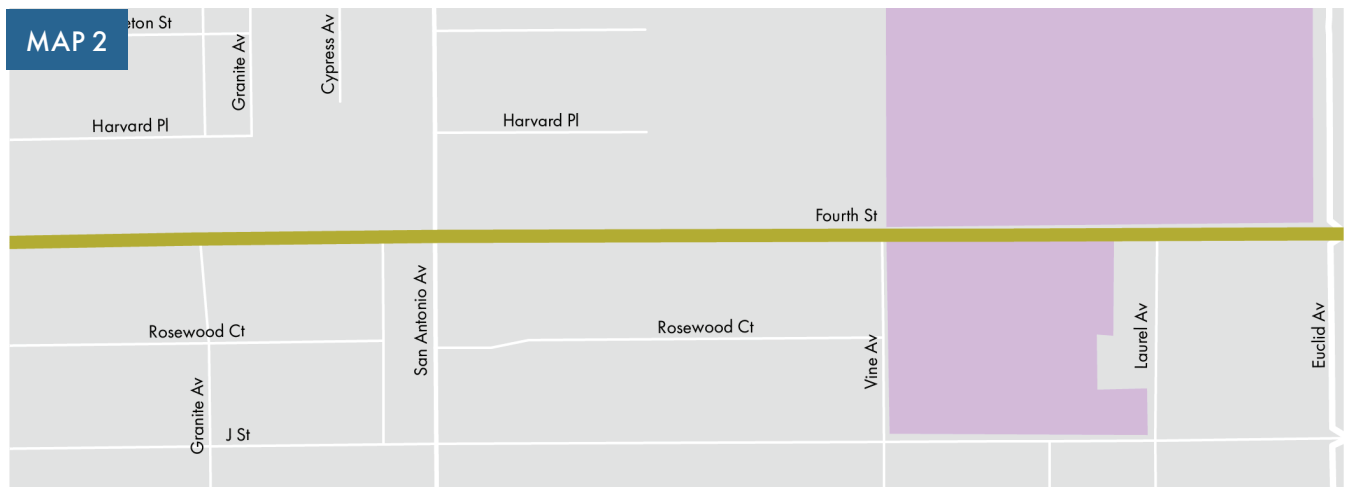 MAP 2
Granite Av
Cypress Av
Harvard Pl
Harvard Pl
Fourth St
San Antonio Av
Rosewood Ct
Rosewood Ct
Vine Av
Laurel Av
Euclid Av
Granite Av
J St